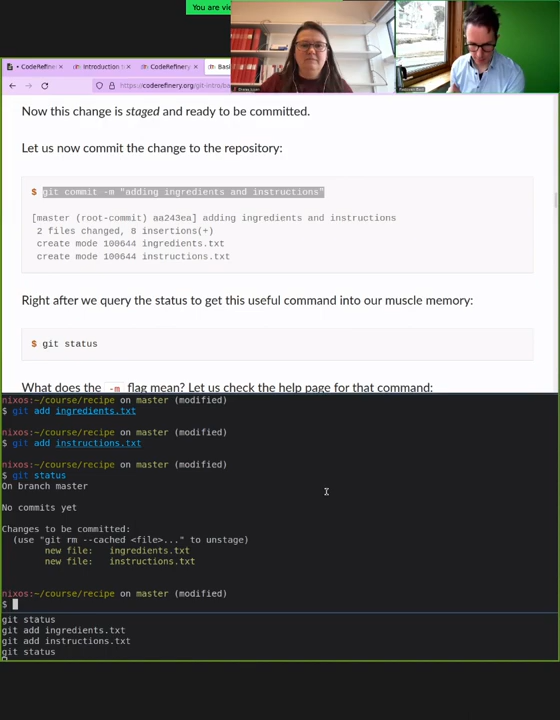 You are vie
CodeRefine
Introduction t
CodeRefinery
Basi
https://coderefinery.org/git-intro/ba
Now this change is staged and ready to be committed.
Let us now commit the change to the repository:
$ git commit -m "adding ingredients and instructions"
[master (root-commit) aa243ea] adding ingredients and instructions
2 files changed, 8 insertions(+)
create mode 100644 ingredients.txt
create mode 100644 instructions.txt
Right after we query the status to get this useful command into our muscle memory:
$ git status
What does the -m flag mean? Let us check the help page for that command:
nixos:~/course/recipe on master (modified)
$ git add ingredients.txt
nixos:~/course/recipe on master (modified)
$ git add instructions.txt
nixos:~/course/recipe on master (modified)
$ git status
On branch master
No commits yet
Changes to be committed:
(use "git rm --cached <file>..." to unstage)
new file:   ingredients.txt
new file:   instructions.txt
nixos:~/course/recipe on master (modified)
$
git status
git add ingredients.txt
git add instructions.txt
git status